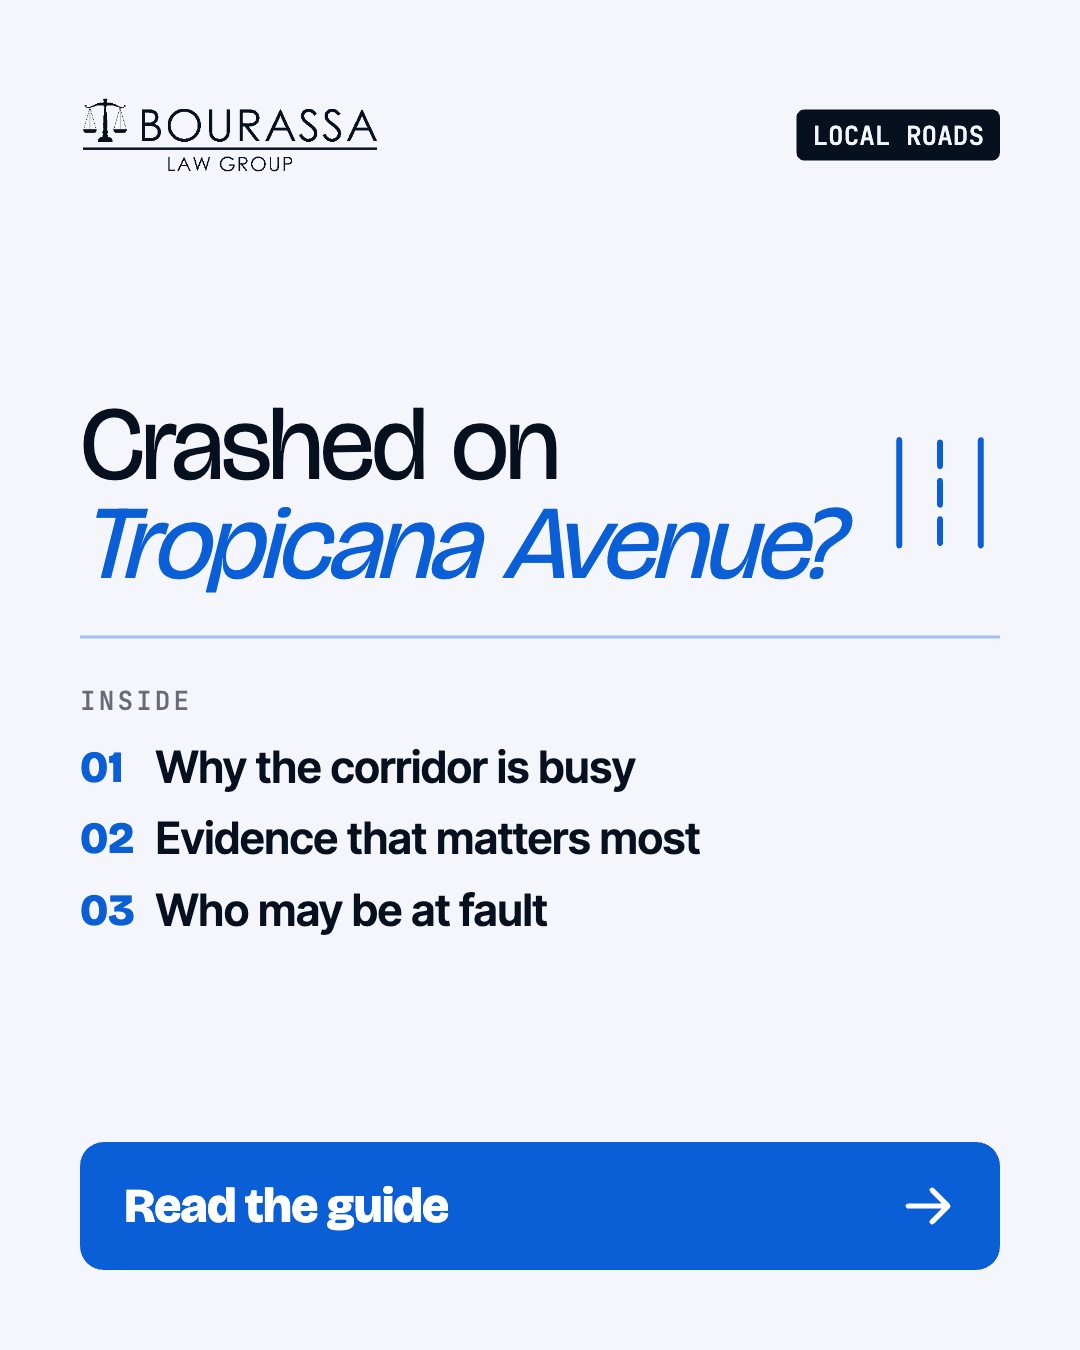 BOURASSA
LAW GROUP
LOCAL ROADS
Crashed on
Tropicana Avenue?
INSIDE
01 Why the corridor is busy
02 Evidence that matters most
03 Who may be at fault
Read the guide